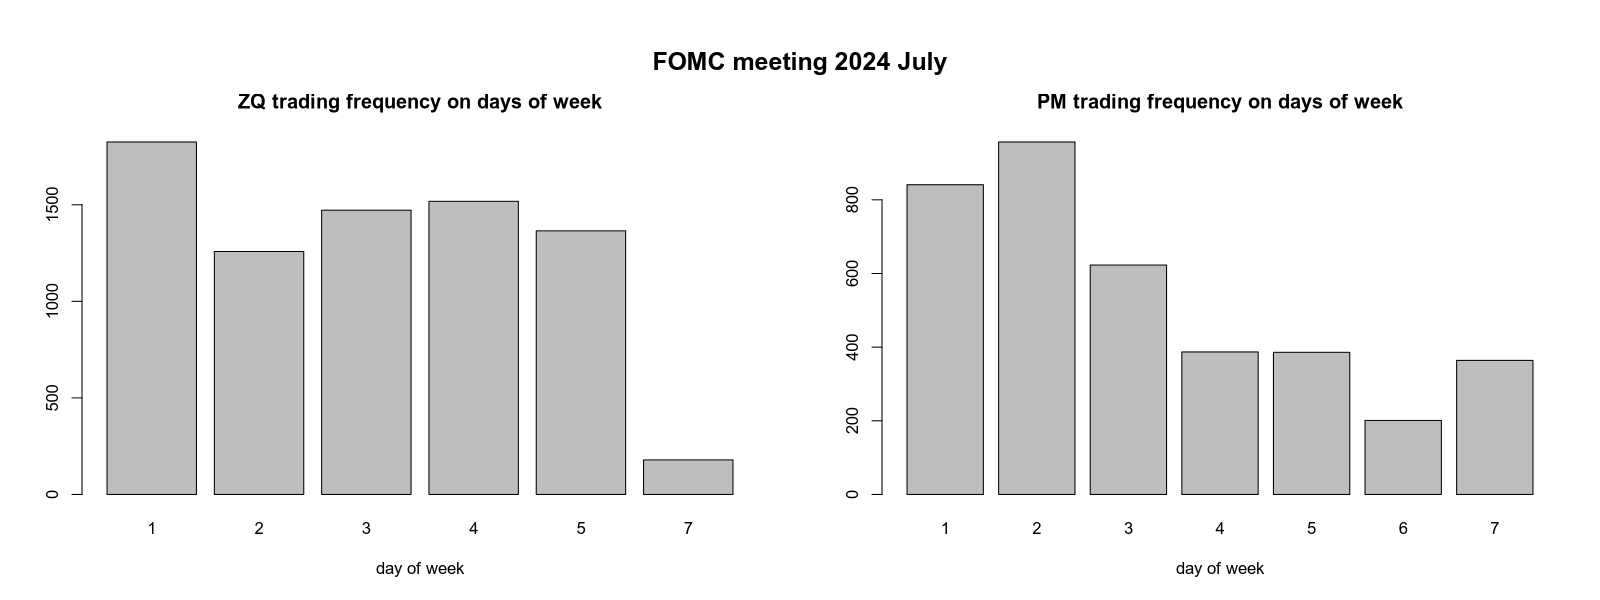 FOMC meeting 2024 July
ZQ trading frequency on days of week
1500
1000
500
0
1 2 3 4 5 7
day of week
PM trading frequency on days of week
800
600
400
200
0
1 2 3 4 5 6 7
day of week